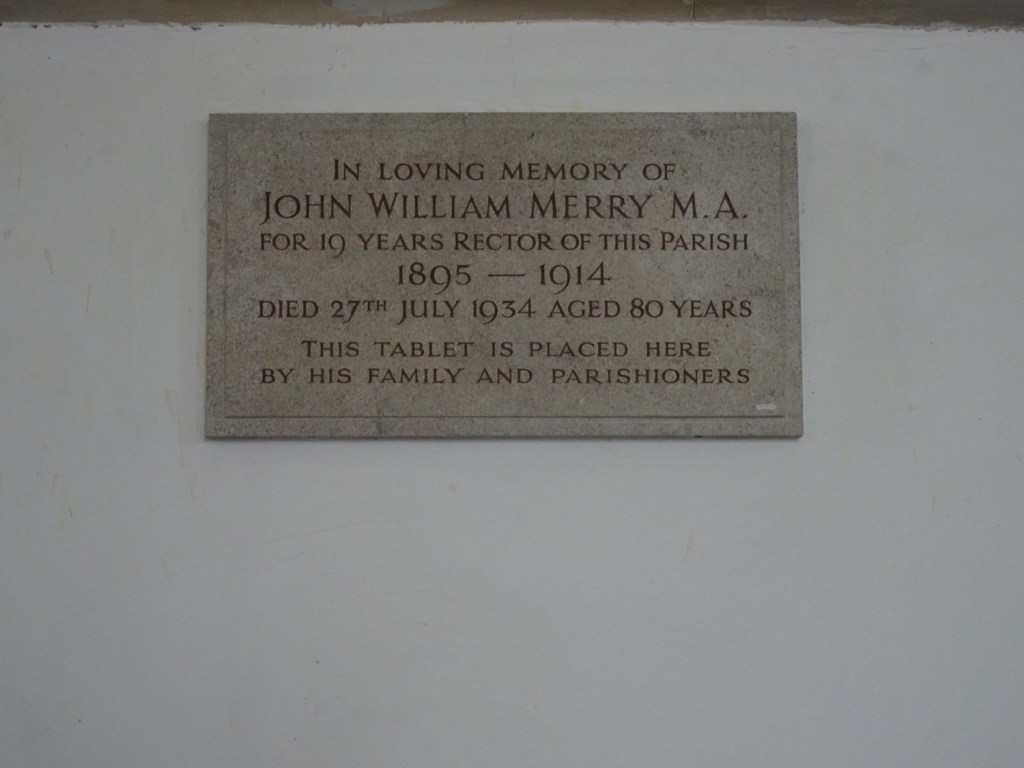 IN LOVING MEMORY OF
JOHN WILLIAM MERRY M.A.
FOR 19 YEARS RECTOR OF THIS PARISH
1895 — 1914
DIED 27TH JULY 1934 AGED 80 YEARS
THIS TABLET IS PLACED HERE
BY HIS FAMILY AND PARISHIONERS